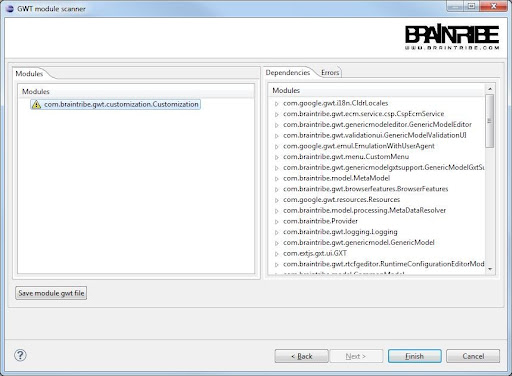 GWT module scanner
BRAINTRIBE
WWW.BRAINTRIBE.COM
Modules
Modules
com.braintribe.gwt.customization.Customization
Save module gwt file
Dependencies Errors
Modules
com.google.gwt.i18n.CldrLocales
com.braintribe.gwt.ecm.service.csp.CspEcmService
com.braintribe.gwt.genericmodeleditor.GenericModelEditor
com.braintribe.gwt.validationui.GenericModelValidationUI
com.google.gwt.emul.EmulationWithUserAgent
com.braintribe.gwt.menu.CustomMenu
com.braintribe.gwt.genericmodelgxtsupport.GenericModelGxtSu
com.braintribe.model.MetaModel
com.braintribe.gwt.browserfeatures.BrowserFeatures
com.google.gwt.resources.Resources
com.braintribe.model.processing.MetaDataResolver
com.braintribe.Provider
com.braintribe.gwt.logging.Logging
com.braintribe.gwt.genericmodel.GenericModel
com.extjs.gxt.ui.GXT
com.braintribe.gwt.rtcfgeditor.RuntimeConfigurationEditorMod
com.braintribe.model.CommonModel
? < Back Next > Finish Cancel